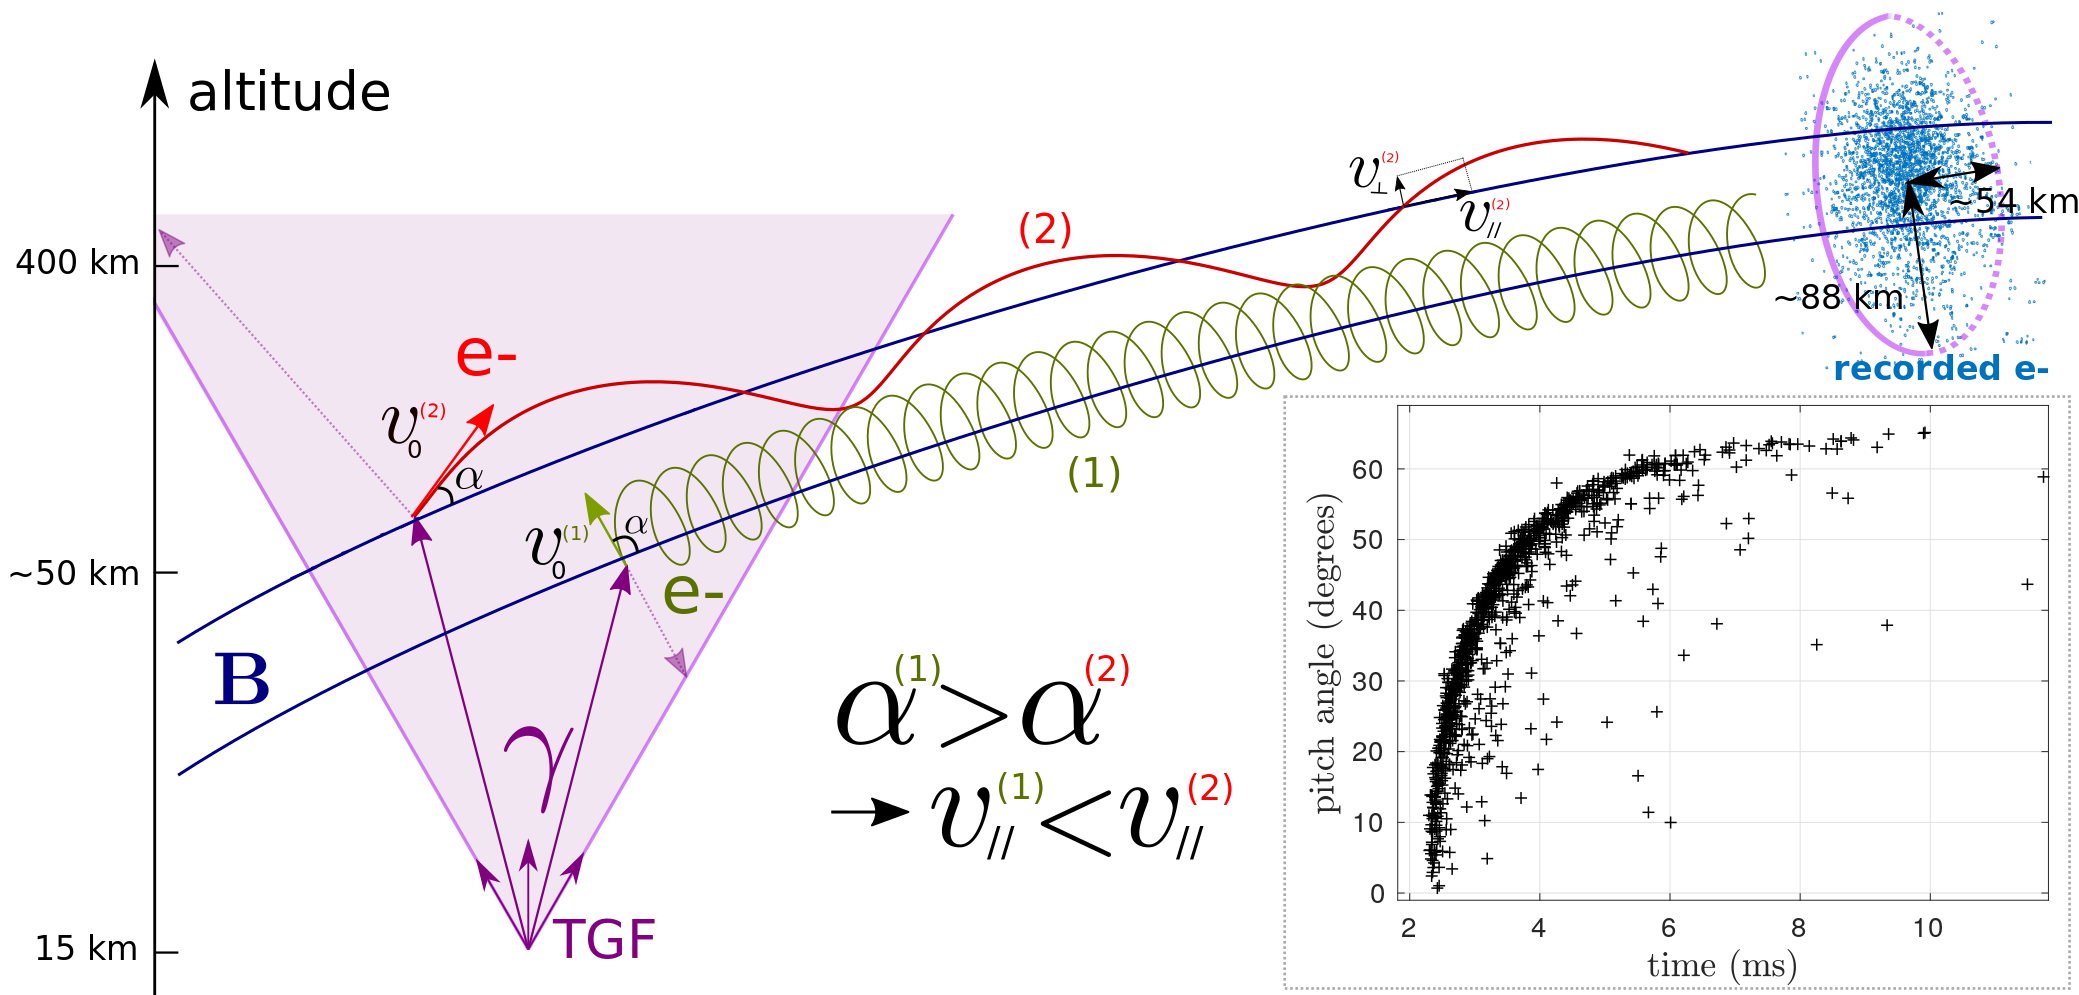 altitude
400 km
~50 km
15 km
B
e-
υ₀⁽²⁾
α
υ₀⁽¹⁾
α
e-
γ
TGF
(2)
(1)
υ⊥⁽²⁾
υ∥⁽²⁾
~54 km
~88 km
recorded e-
α⁽¹⁾ > α⁽²⁾
→ υ∥⁽¹⁾ < υ∥⁽²⁾
pitch angle (degrees)
60
50
40
30
20
10
0
2 4 6 8 10
time (ms)